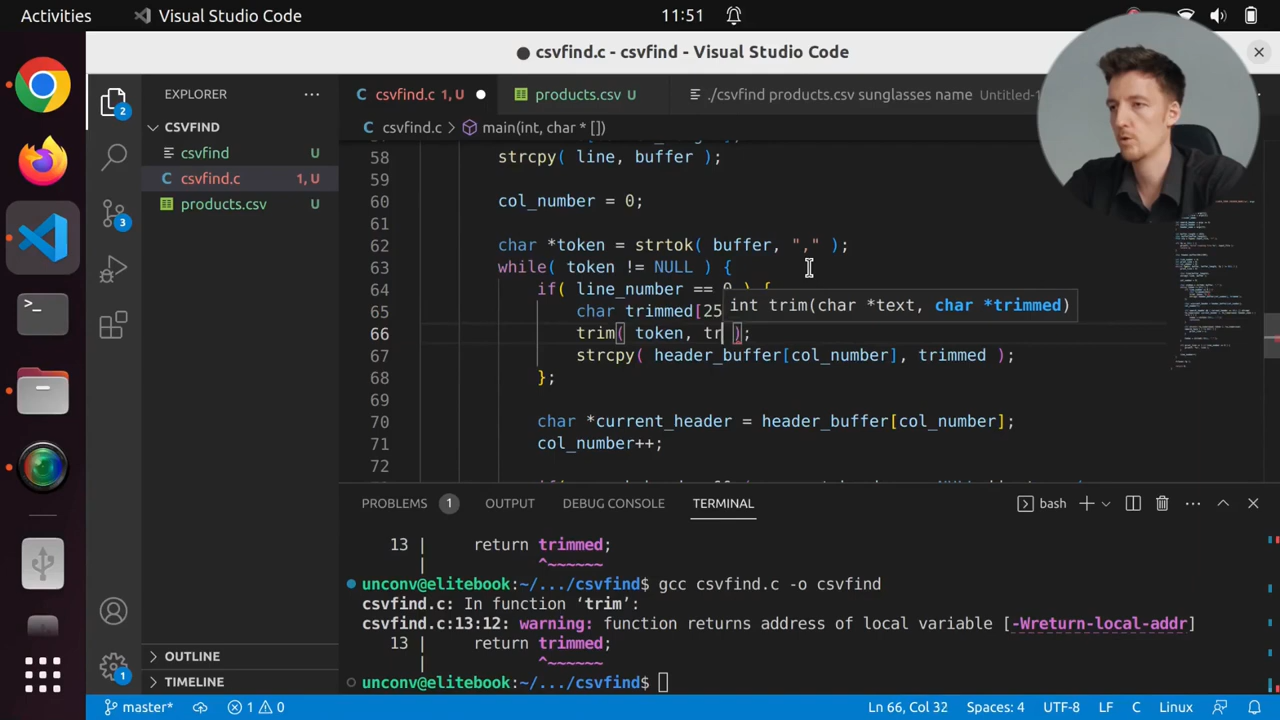 Activities
Visual Studio Code
11:51
csvfind.c - csvfind - Visual Studio Code
EXPLORER
csvfind.c 1, U
products.csv U
./csvfind products.csv sunglasses name Untitled-1
2
CSVFIND
csvfind U
csvfind.c 1, U
products.csv U
csvfind.c > main(int, char * [])
58 strcpy( line, buffer );
59
60 col_number = 0;
61
62 char *token = strtok( buffer, "," );
63 while( token != NULL ) {
64 if( line_number == 0 ) {
65 char trimmed[25
int trim(char *text, char *trimmed)
66 trim( token, tr );
67 strcpy( header_buffer[col_number], trimmed );
68 };
69
70 char *current_header = header_buffer[col_number];
71 col_number++;
72
3
PROBLEMS 1 OUTPUT DEBUG CONSOLE TERMINAL
bash
13 | return trimmed;
| ^~~~~~~
unconv@elitebook:~/.../csvfind$ gcc csvfind.c -o csvfind
csvfind.c: In function ‘trim’:
csvfind.c:13:12: warning: function returns address of local variable [-Wreturn-local-addr]
13 | return trimmed;
| ^~~~~~~
unconv@elitebook:~/.../csvfind$
OUTLINE
TIMELINE
1
master* 1 0
Ln 66, Col 32 Spaces: 4 UTF-8 LF C Linux